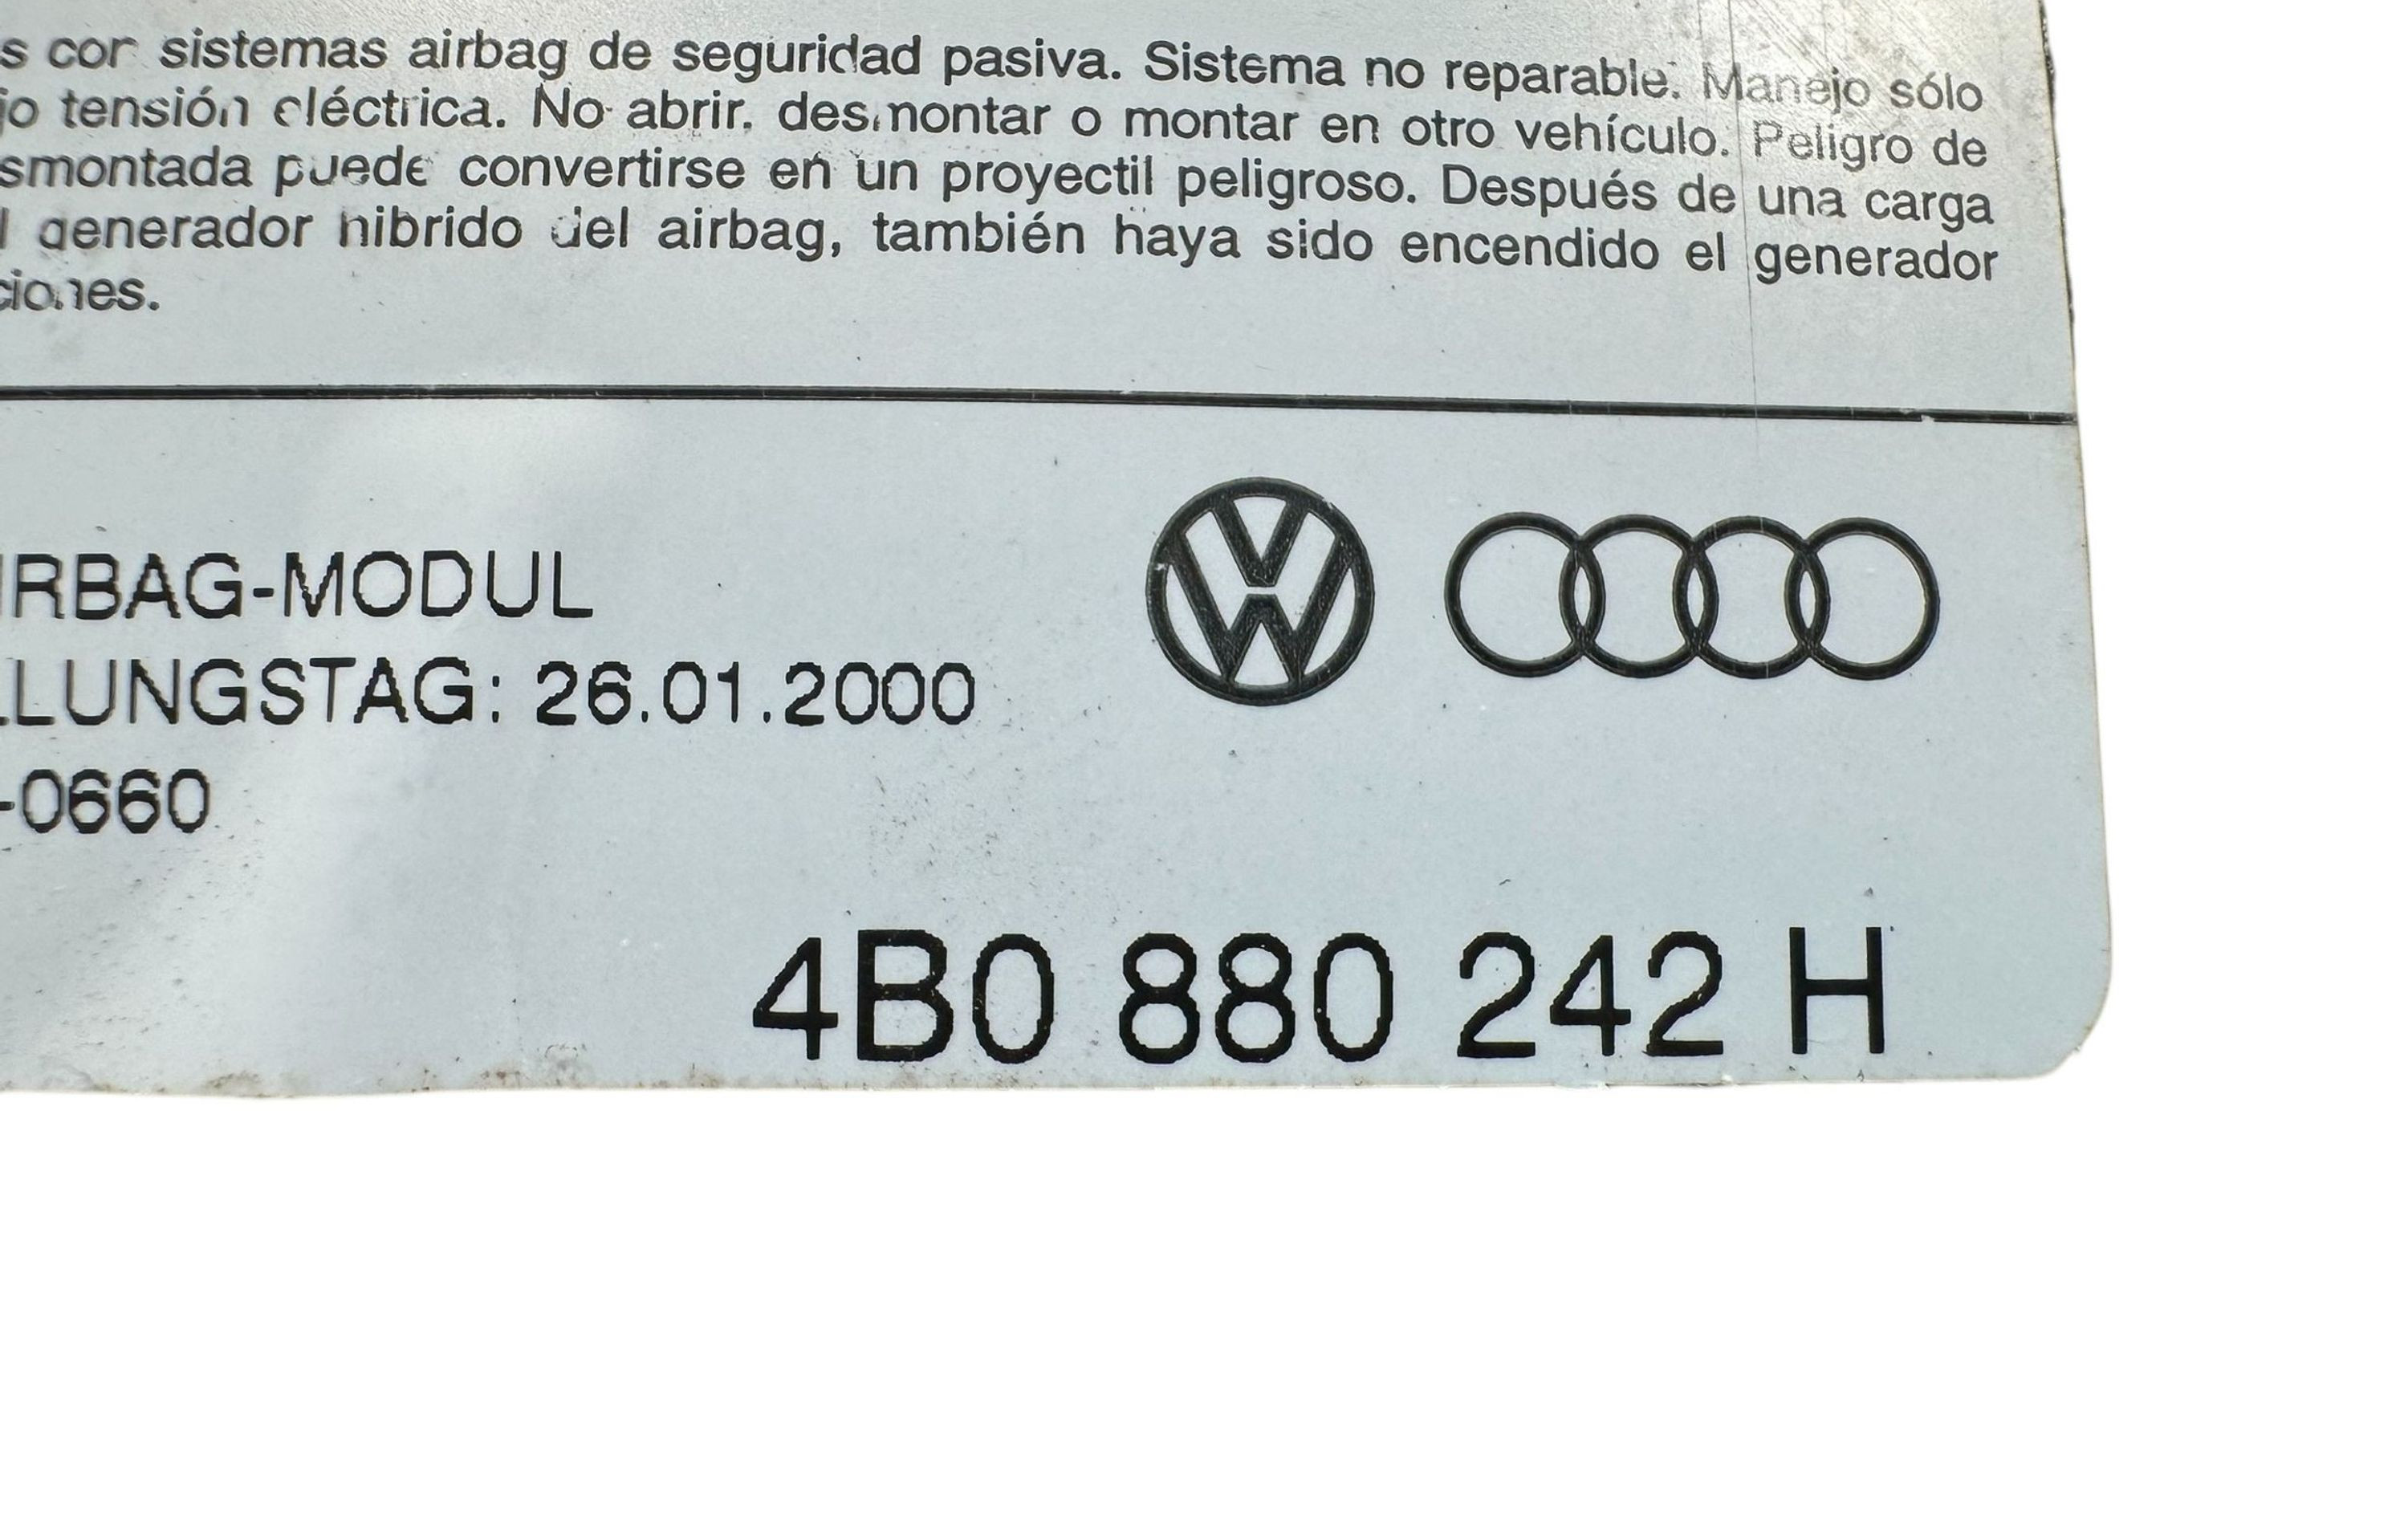 s con sistemas airbag de seguridad pasiva. Sistema no reparable. Manejo sólo
jo tensión eléctrica. No abrir, desmontar o montar en otro vehículo. Peligro de
smontada puede convertirse en un proyectil peligroso. Después de una carga
l generador hibrido del airbag, también haya sido encendido el generador
ciones.
IRBAG-MODUL
LLUNGSTAG: 26.01.2000
-0660
4B0 880 242 H